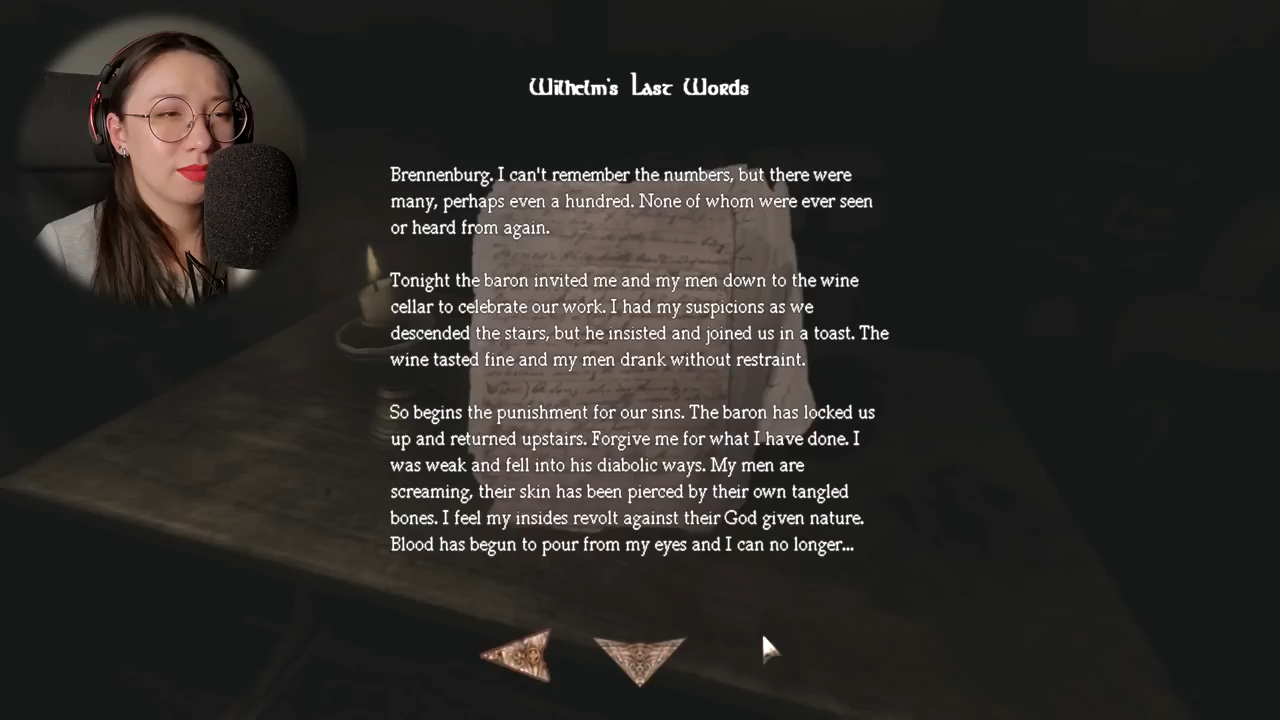 Wilhelm's Last Words
Brennenburg. I can't remember the numbers, but there were
many, perhaps even a hundred. None of whom were ever seen
or heard from again.
Tonight the baron invited me and my men down to the wine
cellar to celebrate our work. I had my suspicions as we
descended the stairs, but he insisted and joined us in a toast. The
wine tasted fine and my men drank without restraint.
So begins the punishment for our sins. The baron has locked us
up and returned upstairs. Forgive me for what I have done. I
was weak and fell into his diabolic ways. My men are
screaming, their skin has been pierced by their own tangled
bones. I feel my insides revolt against their God given nature.
Blood has begun to pour from my eyes and I can no longer...